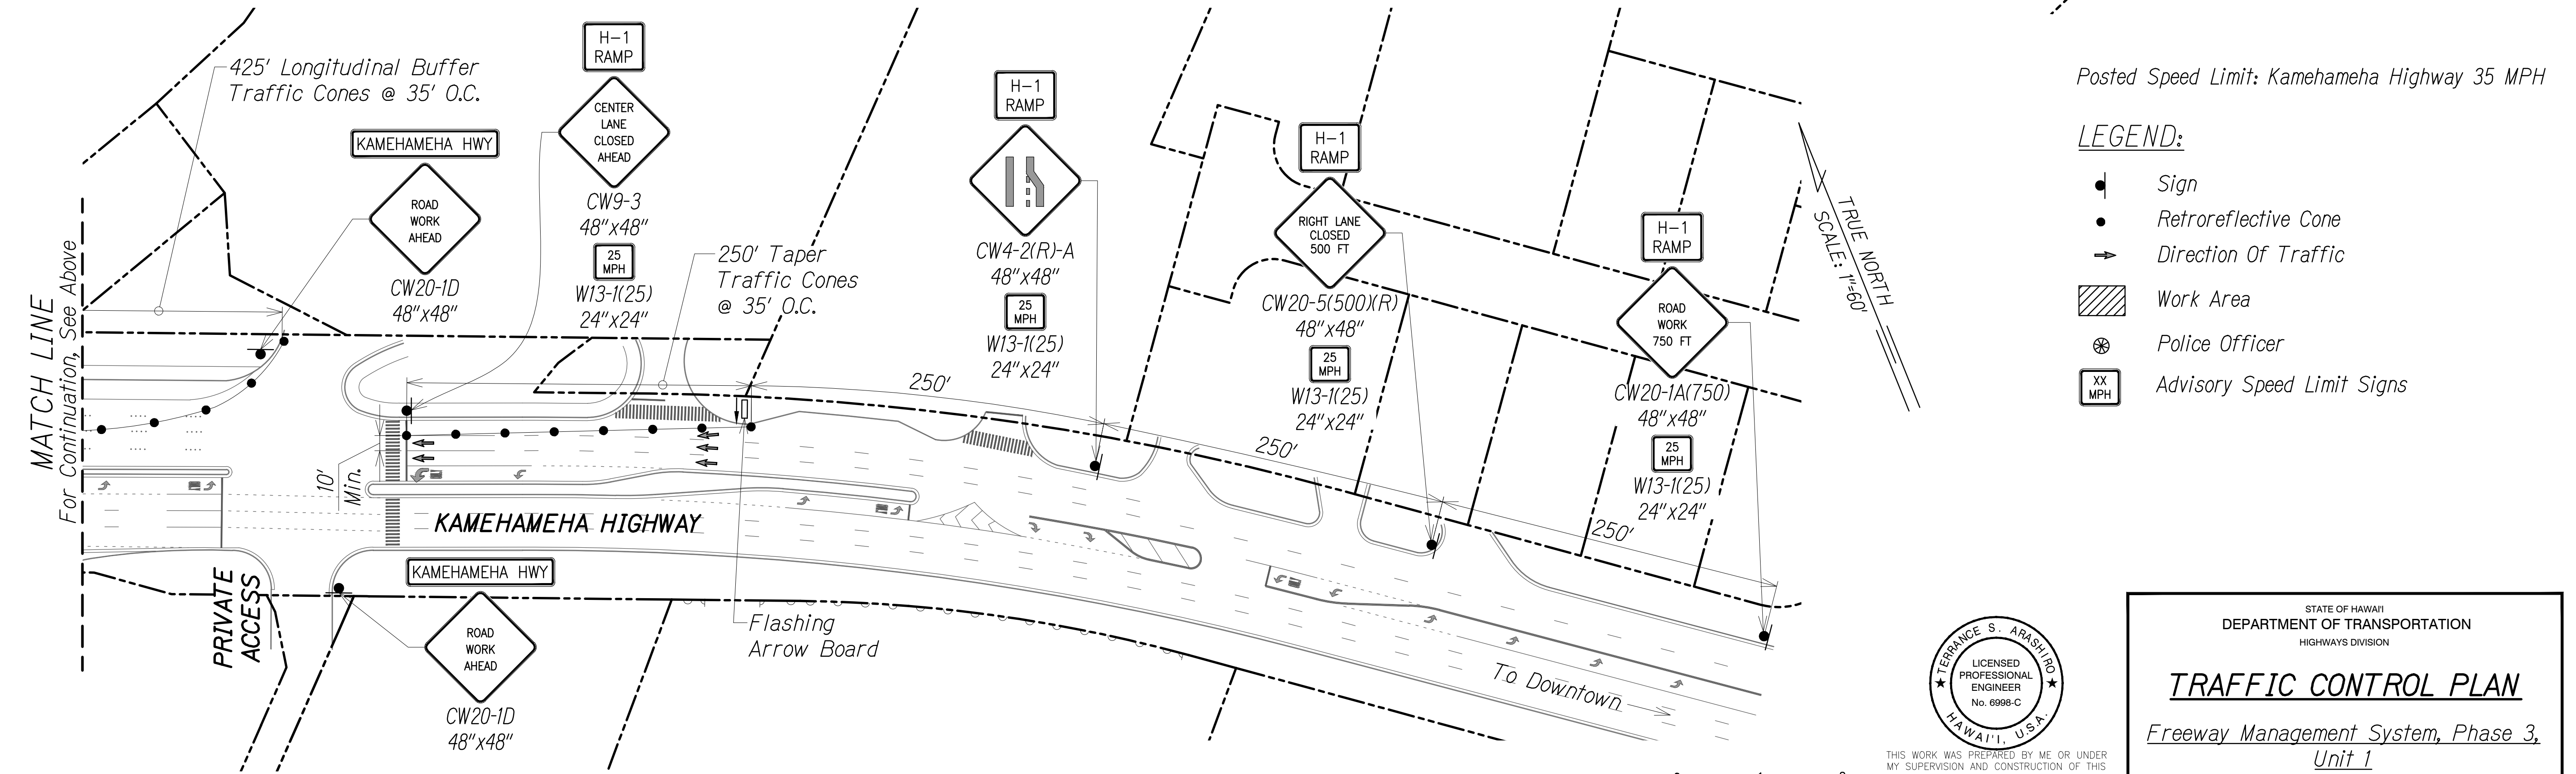 425' Longitudinal Buffer
Traffic Cones @ 35' O.C.
KAMEHAMEHA HWY
ROAD
WORK
AHEAD
CW20-1D
48"x48"
H-1
RAMP
CENTER
LANE
CLOSED
AHEAD
CW9-3
48"x48"
25
MPH
W13-1(25)
24"x24"
250' Taper
Traffic Cones
@ 35' O.C.
H-1
RAMP
CW4-2(R)-A
48"x48"
25
MPH
W13-1(25)
24"x24"
H-1
RAMP
RIGHT LANE
CLOSED
500 FT
CW20-5(500)(R)
48"x48"
25
MPH
W13-1(25)
24"x24"
H-1
RAMP
ROAD
WORK
750 FT
CW20-1A(750)
48"x48"
25
MPH
W13-1(25)
24"x24"
250'
250'
250'
MATCH LINE
For Continuation, See Above
10'
Min.
KAMEHAMEHA HIGHWAY
PRIVATE
ACCESS
KAMEHAMEHA HWY
ROAD
WORK
AHEAD
CW20-1D
48"x48"
Flashing
Arrow Board
To Downtown
TRUE NORTH
SCALE: 1"=60'
Posted Speed Limit: Kamehameha Highway 35 MPH
LEGEND:
Sign
Retroreflective Cone
Direction Of Traffic
Work Area
Police Officer
XX
MPH
Advisory Speed Limit Signs
TERRANCE S. ARASHIRO
LICENSED
PROFESSIONAL
ENGINEER
No. 6998-C
HAWAI'I, U.S.A.
THIS WORK WAS PREPARED BY ME OR UNDER
MY SUPERVISION AND CONSTRUCTION OF THIS
STATE OF HAWAI'I
DEPARTMENT OF TRANSPORTATION
HIGHWAYS DIVISION
TRAFFIC CONTROL PLAN
Freeway Management System, Phase 3,
Unit 1